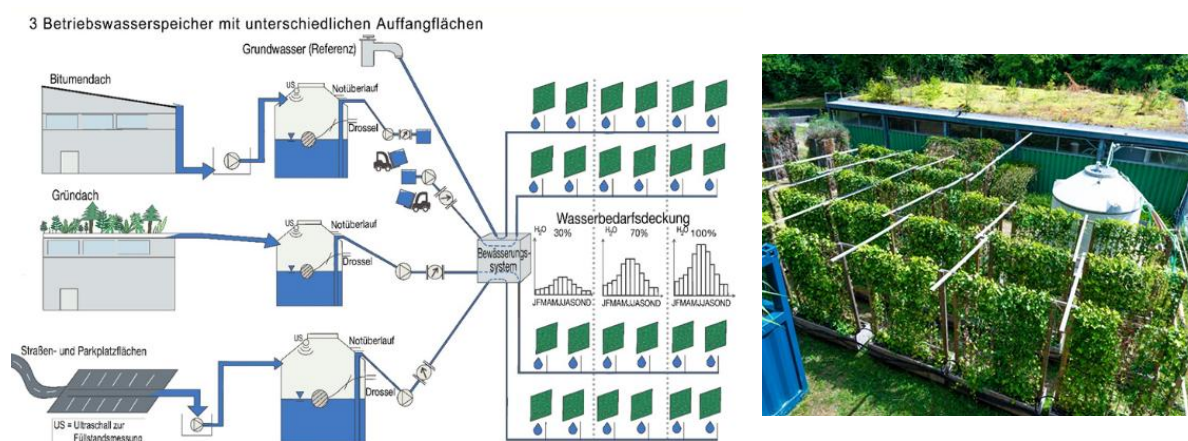 3 Betriebswasserspeicher mit unterschiedlichen Auffangflächen
Grundwasser (Referenz)
Bitumendach
US
Notüberlauf
Drossel
Gründach
US
Notüberlauf
Drossel
Bewässerungs-
system
Wasserbedarfsdeckung
H₂O 30%
H₂O 70%
H₂O 100%
JFMAMJJASOND
JFMAMJJASOND
JFMAMJJASOND
Straßen- und Parkplatzflächen
US
Notüberlauf
Drossel
US = Ultraschall zur
Füllstandsmessung